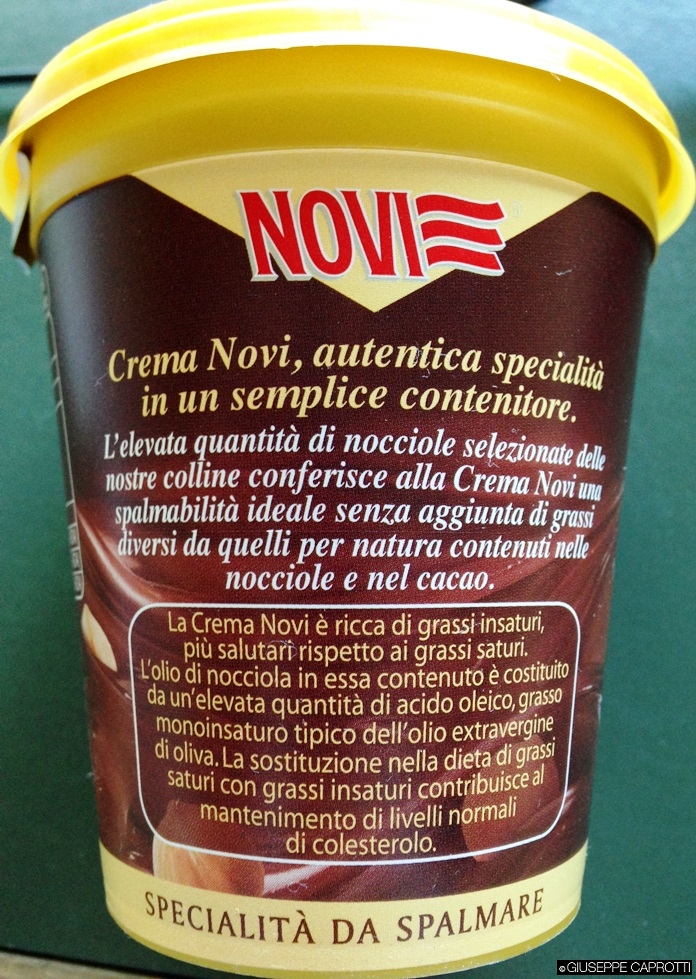 NOVI
Crema Novi, autentica specialità
in un semplice contenitore.
L'elevata quantità di nocciole selezionate delle
nostre colline conferisce alla Crema Novi una
spalmabilità ideale senza aggiunta di grassi
diversi da quelli per natura contenuti nelle
nocciole e nel cacao.
La Crema Novi è ricca di grassi insaturi,
più salutari rispetto ai grassi saturi.
L'olio di nocciola in essa contenuto è costituito
da un'elevata quantità di acido oleico, grasso
monoinsaturo tipico dell'olio extravergine
di oliva. La sostituzione nella dieta di grassi
saturi con grassi insaturi contribuisce al
mantenimento di livelli normali
di colesterolo.
SPECIALITÀ DA SPALMARE
©GIUSEPPE CAPROTTI